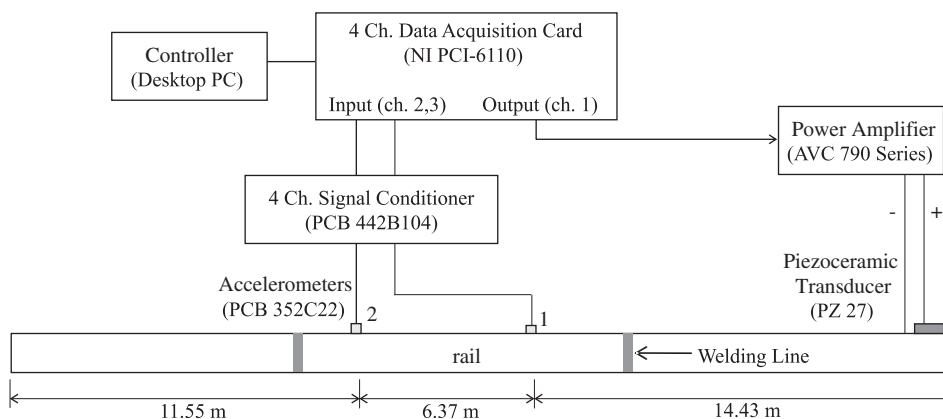 4 Ch. Data Acquisition Card
(NI PCI-6110)
Controller
(Desktop PC)
Input (ch. 2,3)
Output (ch. 1)
Power Amplifier
(AVC 790 Series)
4 Ch. Signal Conditioner
(PCB 442B104)
-
+
Accelerometers
(PCB 352C22)
2
1
Piezoceramic
Transducer
(PZ 27)
rail
Welding Line
11.55 m
6.37 m
14.43 m